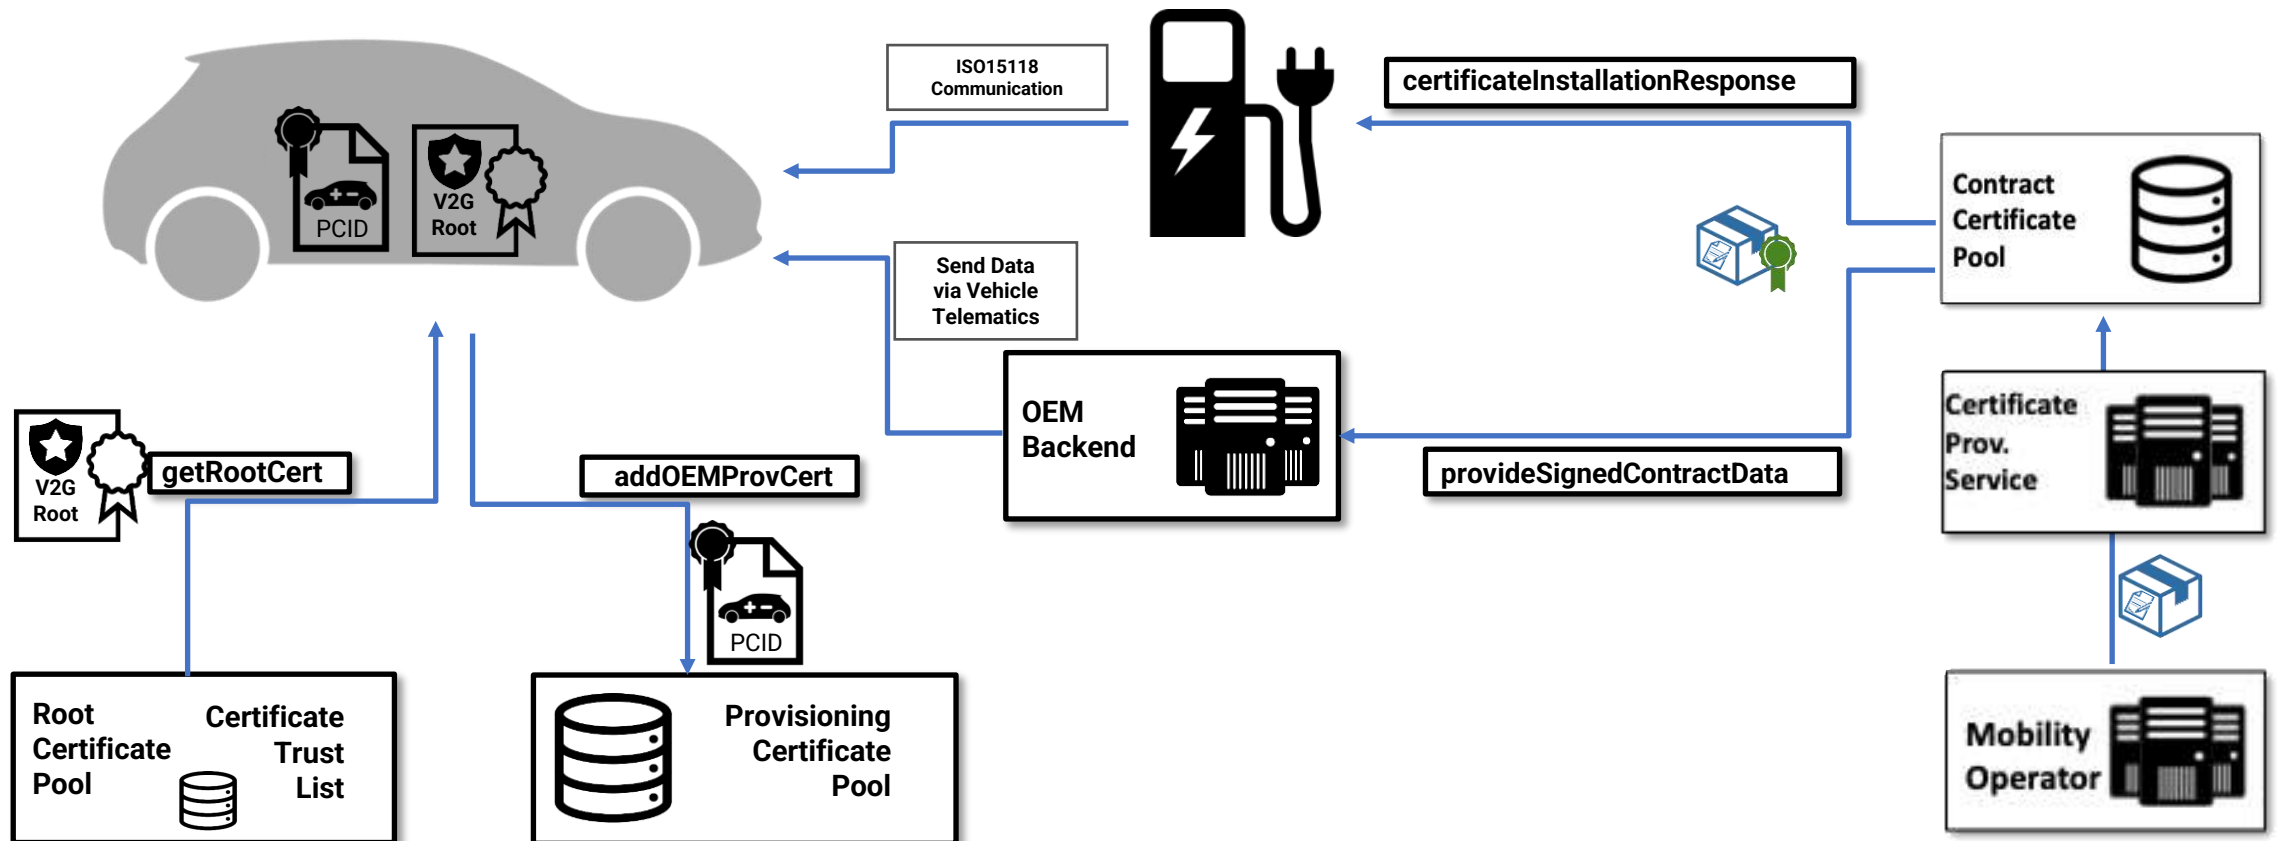 ISO15118
Communication
certificateInstallationResponse
PCID
V2G
Root
Contract
Certificate
Pool
Send Data
via Vehicle
Telematics
OEM
Backend
Certificate
Prov.
Service
V2G
Root
getRootCert
addOEMProvCert
provideSignedContractData
PCID
Root
Certificate
Pool
Certificate
Trust
List
Provisioning
Certificate
Pool
Mobility
Operator